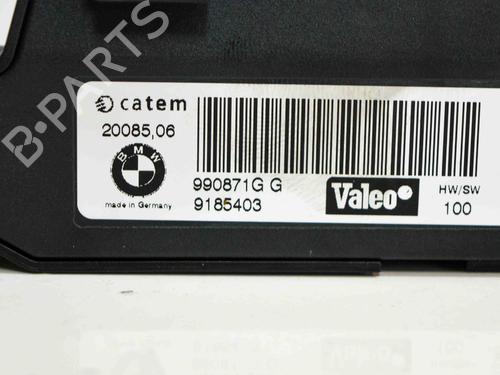 B-PARTS
catem
20085,06
BMW
made in Germany
990871G G
9185403
Valeo
HW/SW
100